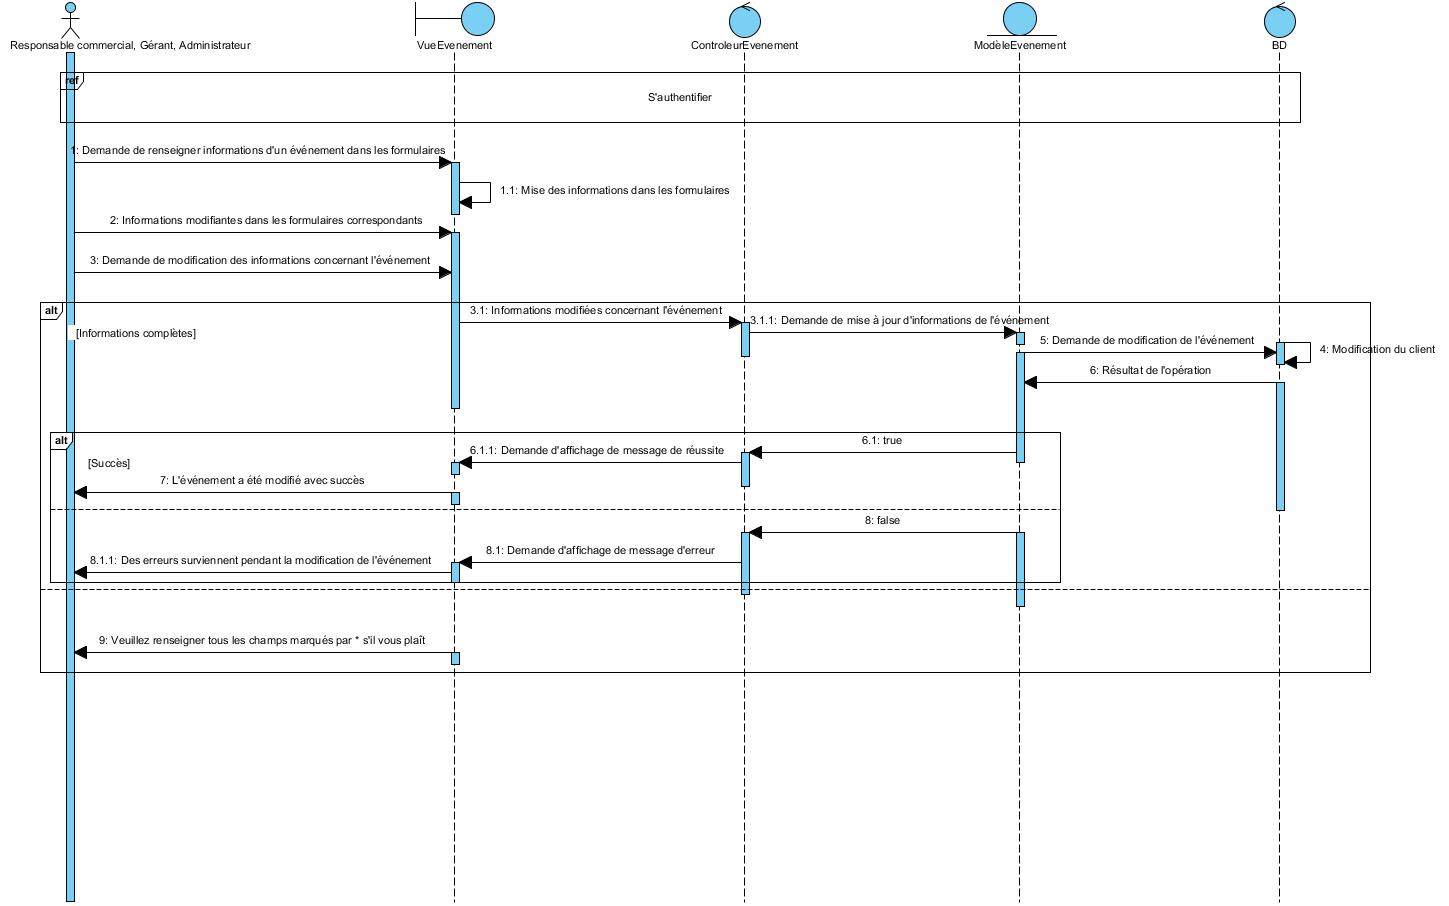 Responsable commercial, Gérant, Administrateur
VueEvenement
ControleurEvenement
ModèleEvenement
BD
ref
S'authentifier
1: Demande de renseigner informations d'un événement dans les formulaires
1.1: Mise des informations dans les formulaires
2: Informations modifiantes dans les formulaires correspondants
3: Demande de modification des informations concernant l'événement
alt
[Informations complètes]
3.1: Informations modifiées concernant l'événement
3.1.1: Demande de mise à jour d'informations de l'événement
5: Demande de modification de l'événement
4: Modification du client
6: Résultat de l'opération
alt
[Succès]
6.1: true
6.1.1: Demande d'affichage de message de réussite
7: L'événement a été modifié avec succès
8: false
8.1: Demande d'affichage de message d'erreur
8.1.1: Des erreurs surviennent pendant la modification de l'événement
9: Veuillez renseigner tous les champs marqués par * s'il vous plaît